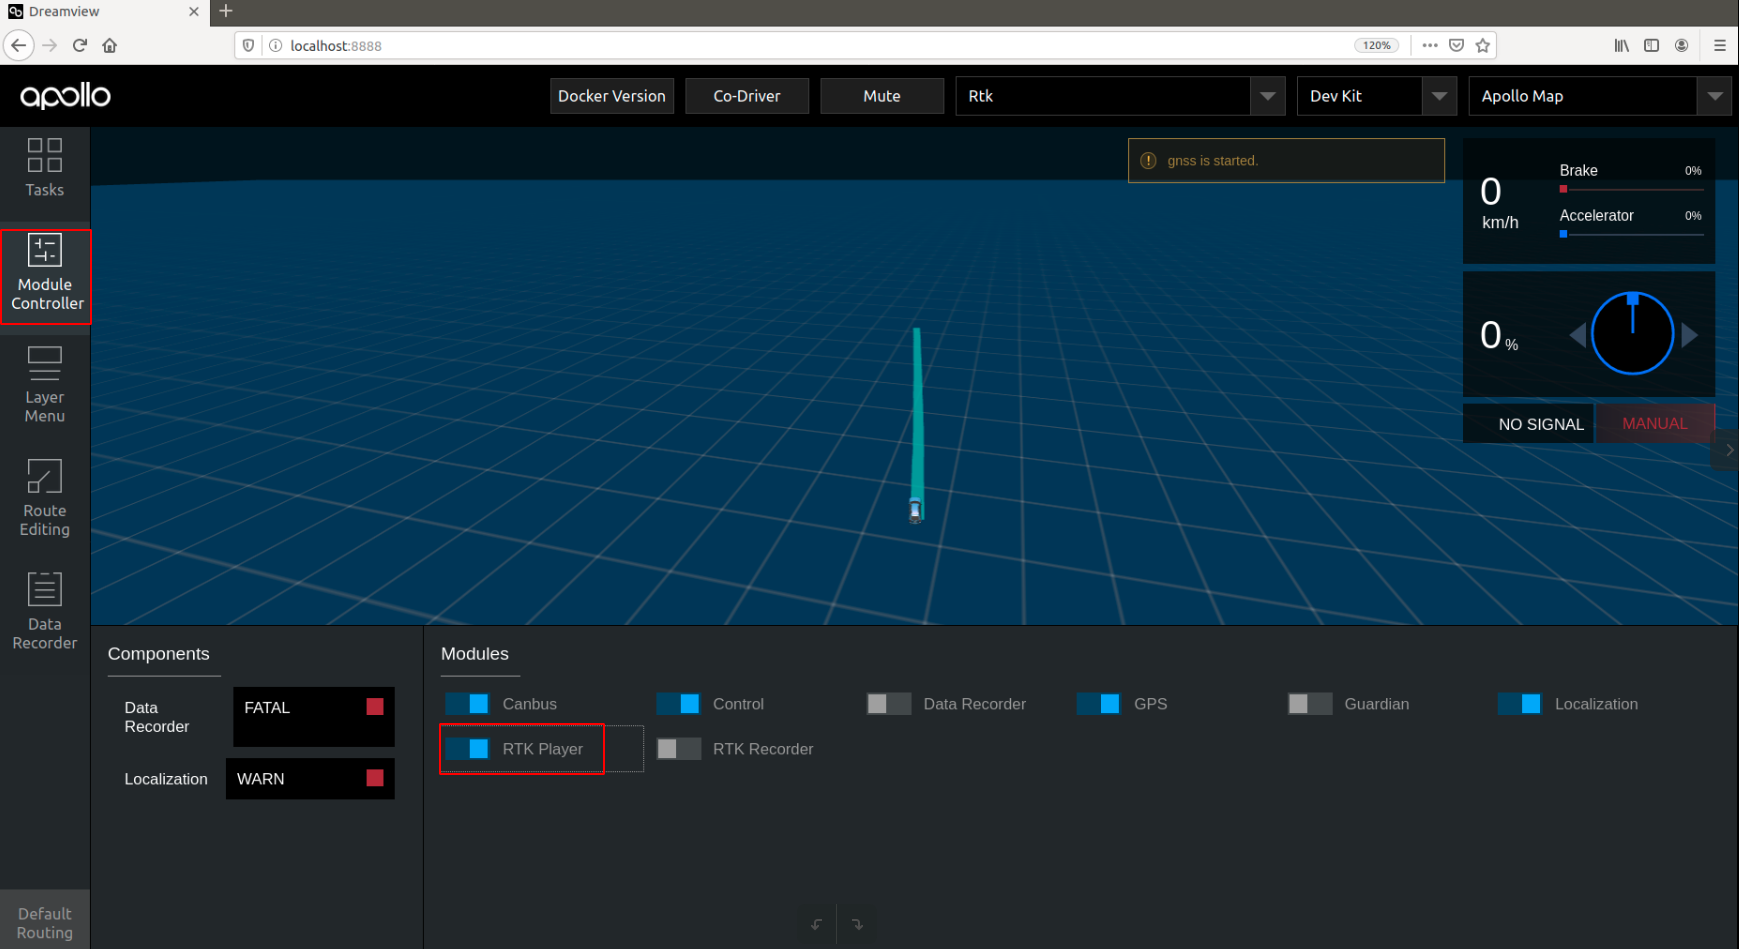 Dreamview
localhost:8888
120%
apollo
Docker Version
Co-Driver
Mute
Rtk
Dev Kit
Apollo Map
Tasks
Module
Controller
Layer
Menu
Route
Editing
Data
Recorder
Default
Routing
gnss is started.
0
km/h
Brake
0%
Accelerator
0%
0 %
NO SIGNAL
MANUAL
Components
Data
Recorder
FATAL
Localization
WARN
Modules
Canbus
Control
Data Recorder
GPS
Guardian
Localization
RTK Player
RTK Recorder